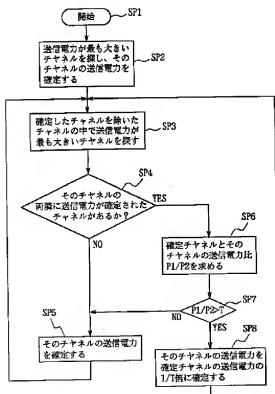 開始
SP1
送信電力が最も大きい
チャネルを探し、その
チャネルの送信電力を
確定する
SP2
確定したチャネルを除いた
チャネルの中で送信電力が
最も大きいチャネルを探す
SP3
SP4
そのチャネルの
両隣に送信電力が確定された
チャネルがあるか?
YES
NO
SP6
確定チャネルとその
チャネルの送信電力比
P1/P2を求める
SP7
P1/P2>T
NO
YES
SP5
そのチャネルの送信電力
を確定する
SP8
そのチャネルの送信電力を
確定チャネルの送信電力の
1/T倍に確定する